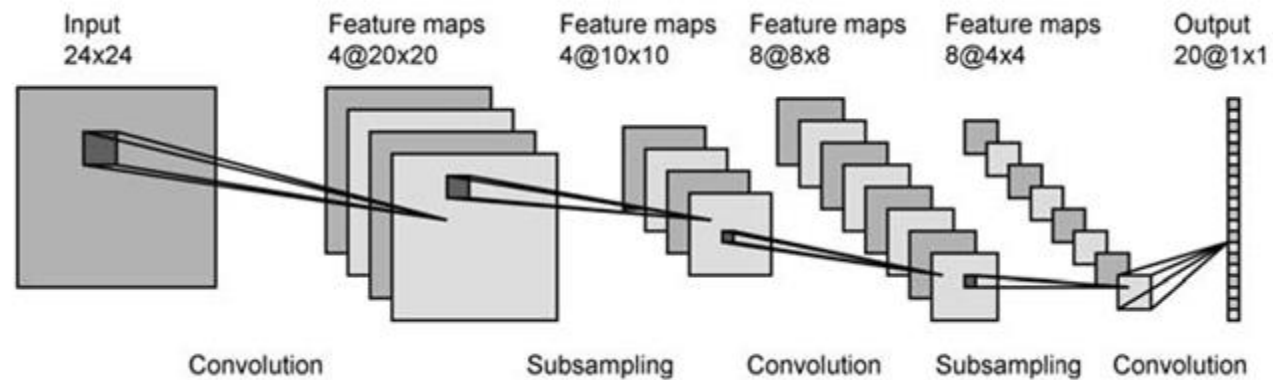 Input
24x24
Feature maps
4@20x20
Feature maps
4@10x10
Feature maps
8@8x8
Feature maps
8@4x4
Output
20@1x1
Convolution
Subsampling
Convolution
Subsampling
Convolution